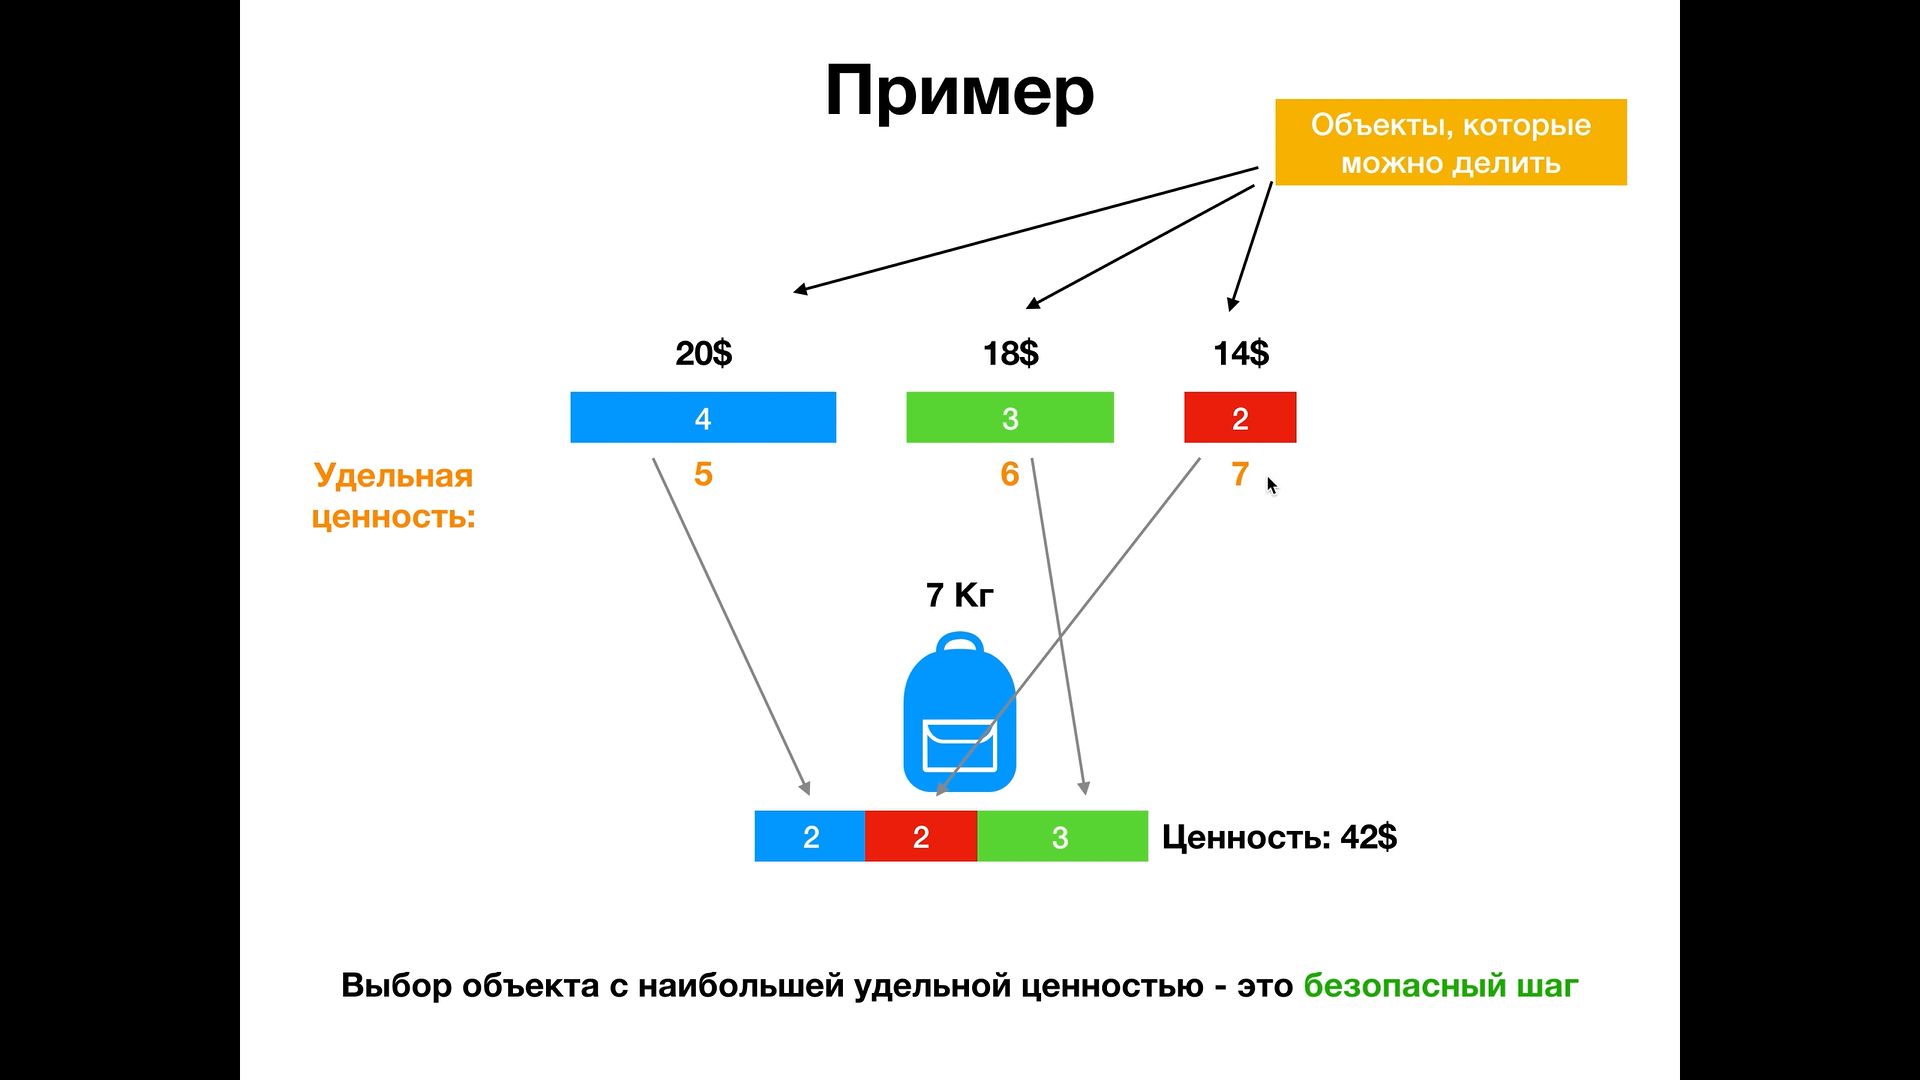 Пример
Объекты, которые
можно делить
20$ 18$ 14$
4 3 2
Удельная
ценность:
5 6 7
7 Кг
2 2 3 Ценность: 42$
Выбор объекта с наибольшей удельной ценностью - это безопасный шаг